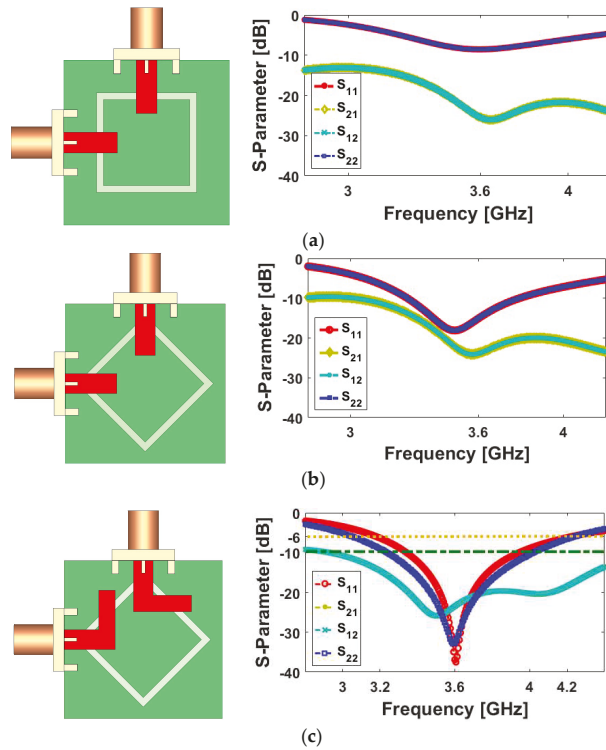 S-Parameter [dB]
0
-10
-20
-30
-40
S11
S21
S12
S22
3
3.6
4
Frequency [GHz]
(a)
S-Parameter [dB]
0
-10
-20
-30
-40
S11
S21
S12
S22
3
3.6
4
Frequency [GHz]
(b)
S-Parameter [dB]
0
-6
-10
-20
-30
-40
S11
S21
S12
S22
3
3.2
3.6
4
4.2
Frequency [GHz]
(c)